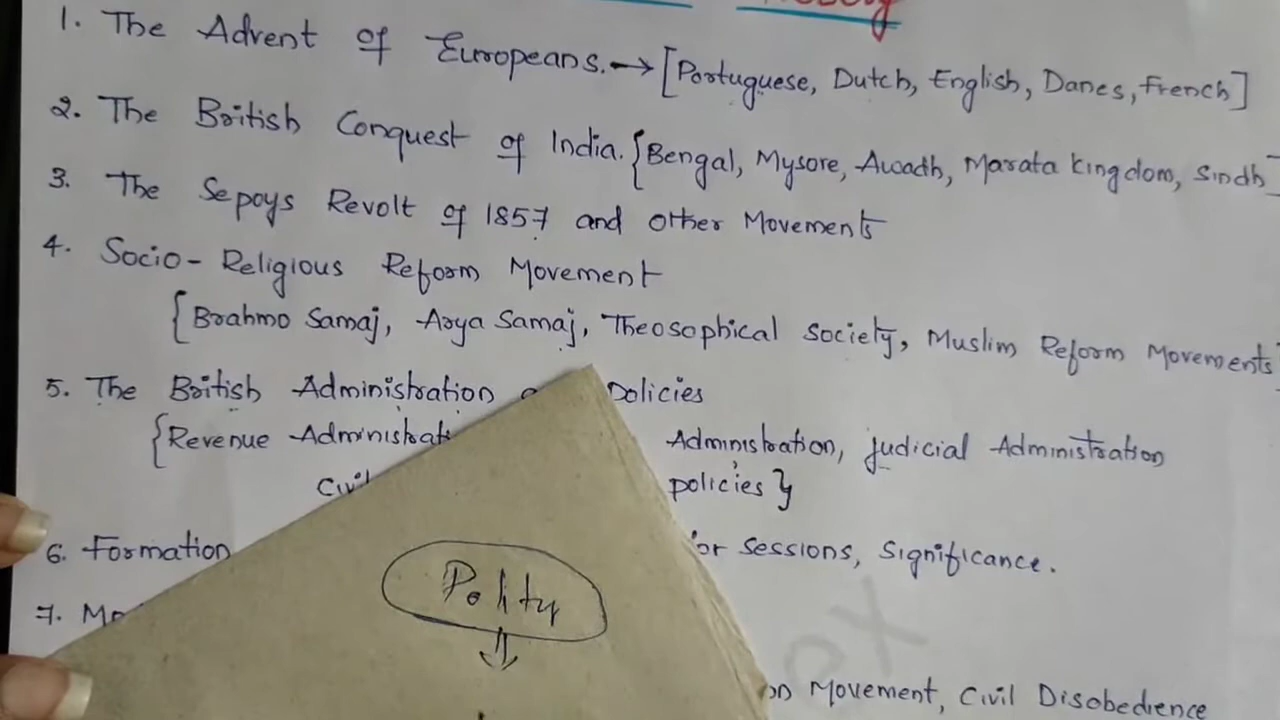 1. The Advent of Europeans. → [Portuguese, Dutch, English, Danes, French]
2. The British Conquest of India. {Bengal, Mysore, Awadh, Marata Kingdom, Sindh
3. The Sepoys Revolt of 1857 and other Movements
4. Socio-Religious Reform Movement
{Brahmo Samaj, Arya Samaj, Theosophical society, Muslim Reform Movements
5. The British Administration policies
{Revenue Administrati Administration, judicial Administration
Civil policies}
6. Formation sessions, significance.
7.
Movement, Civil Disobedience
Polity